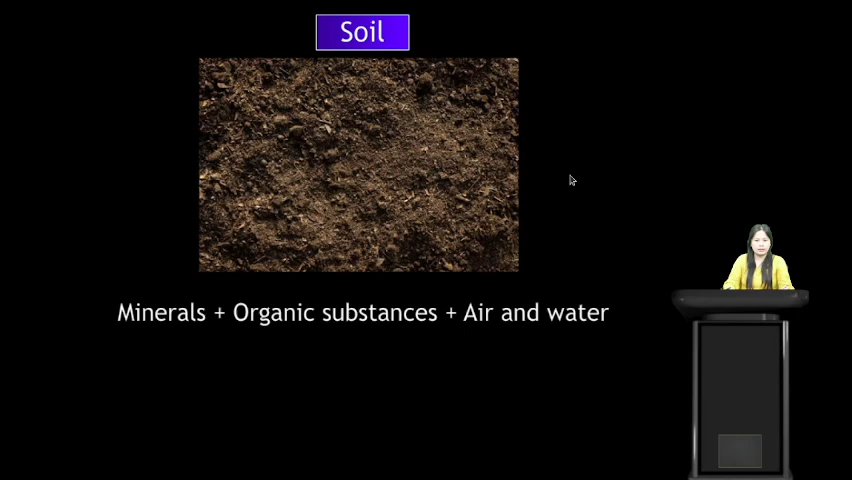 Soil
Minerals + Organic substances + Air and water